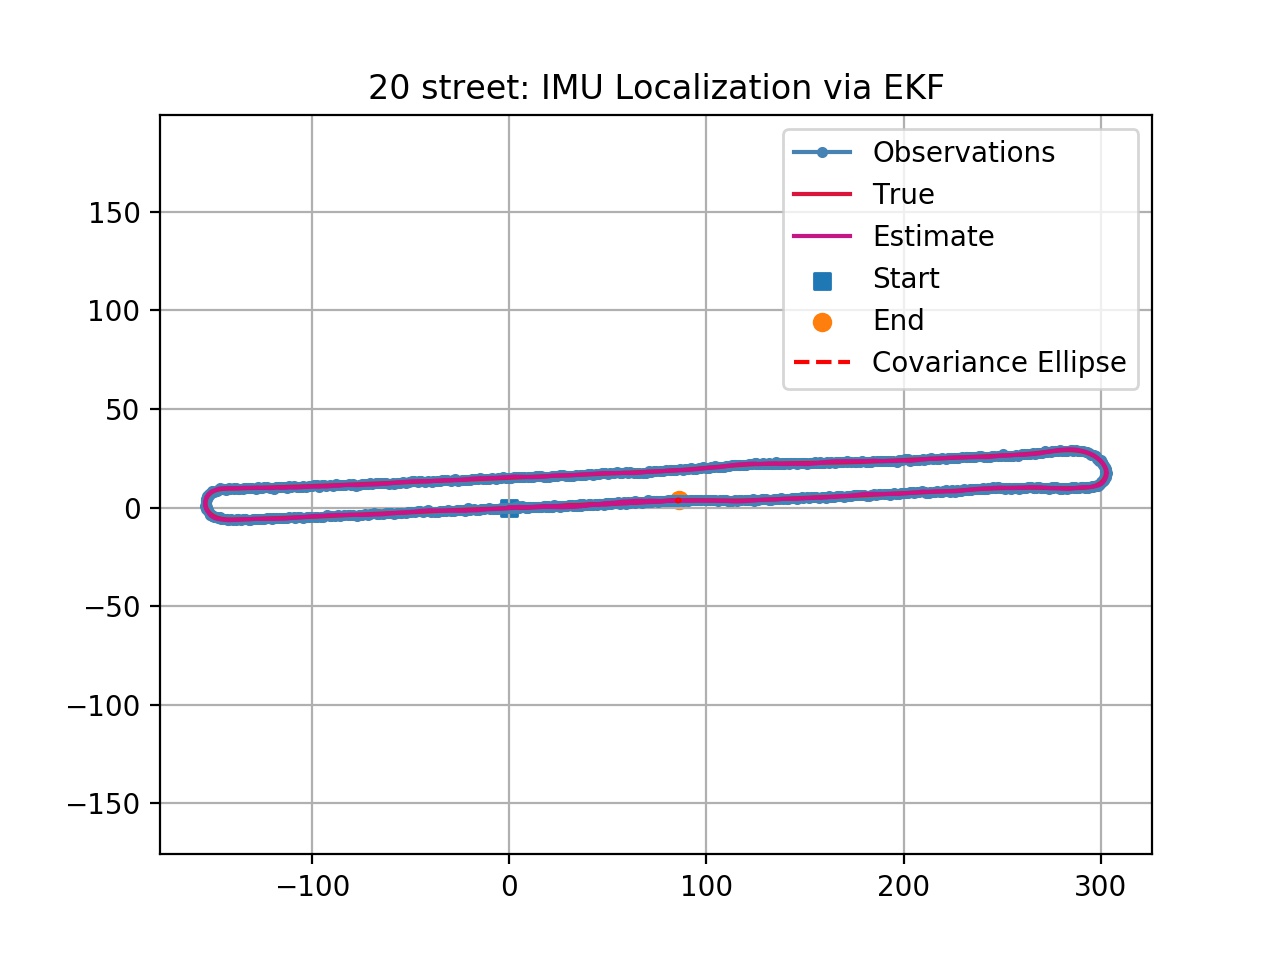 20 street: IMU Localization via EKF
Observations
True
Estimate
Start
End
Covariance Ellipse
150
100
50
0
−50
−100
−150
−100 0 100 200 300